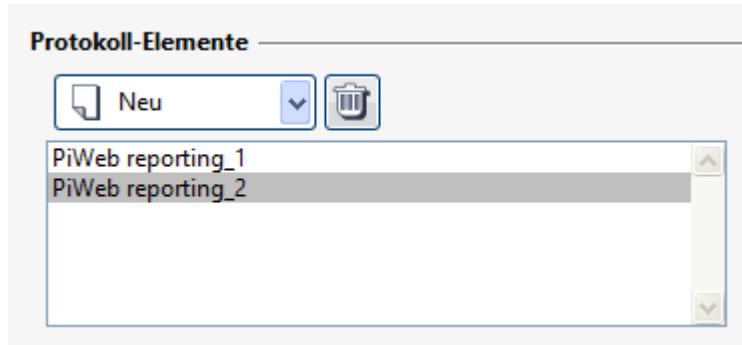 Protokoll-Elemente
Neu
PiWeb reporting_1
PiWeb reporting_2